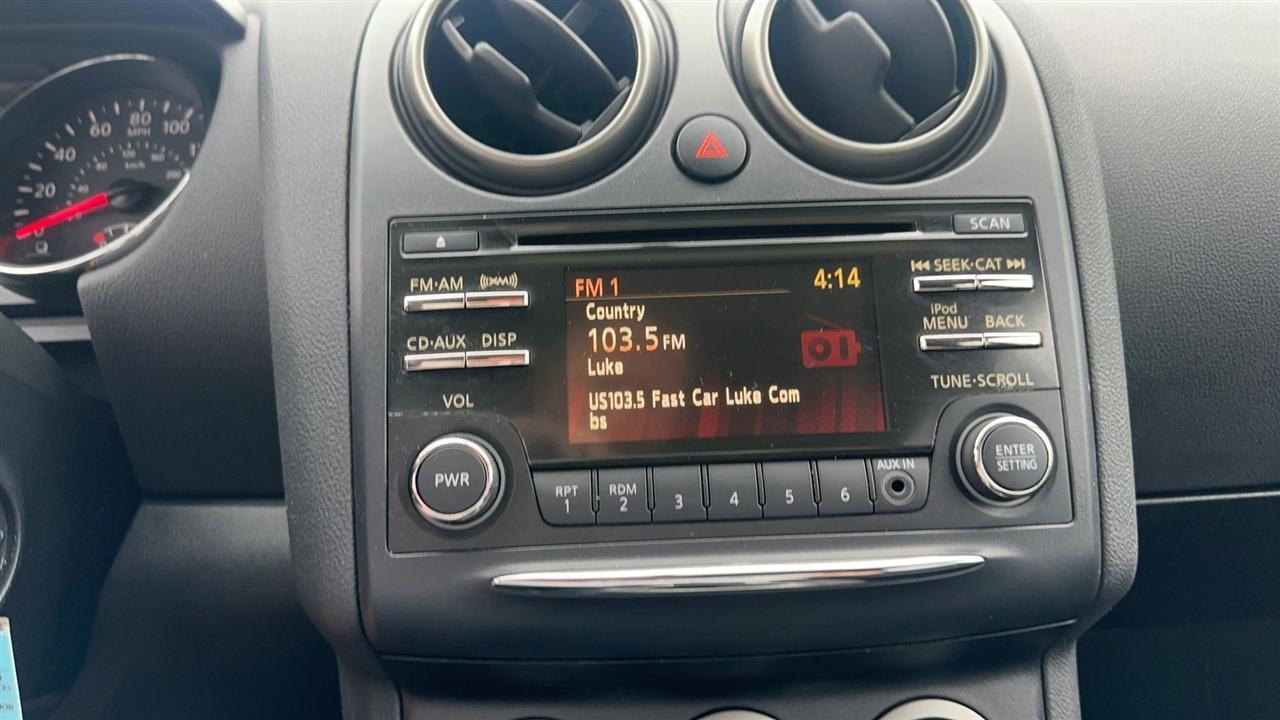 20 40 60 80 100
MPH
km/h
SCAN
FM·AM ((XM))
SEEK·CAT
CD·AUX DISP
iPod
MENU BACK
VOL
TUNE·SCROLL
FM 1 4:14
Country
103.5 FM
Luke
US103.5 Fast Car Luke Com
bs
PWR
RPT
1
RDM
2
3
4
5
6
AUX IN
ENTER
SETTING